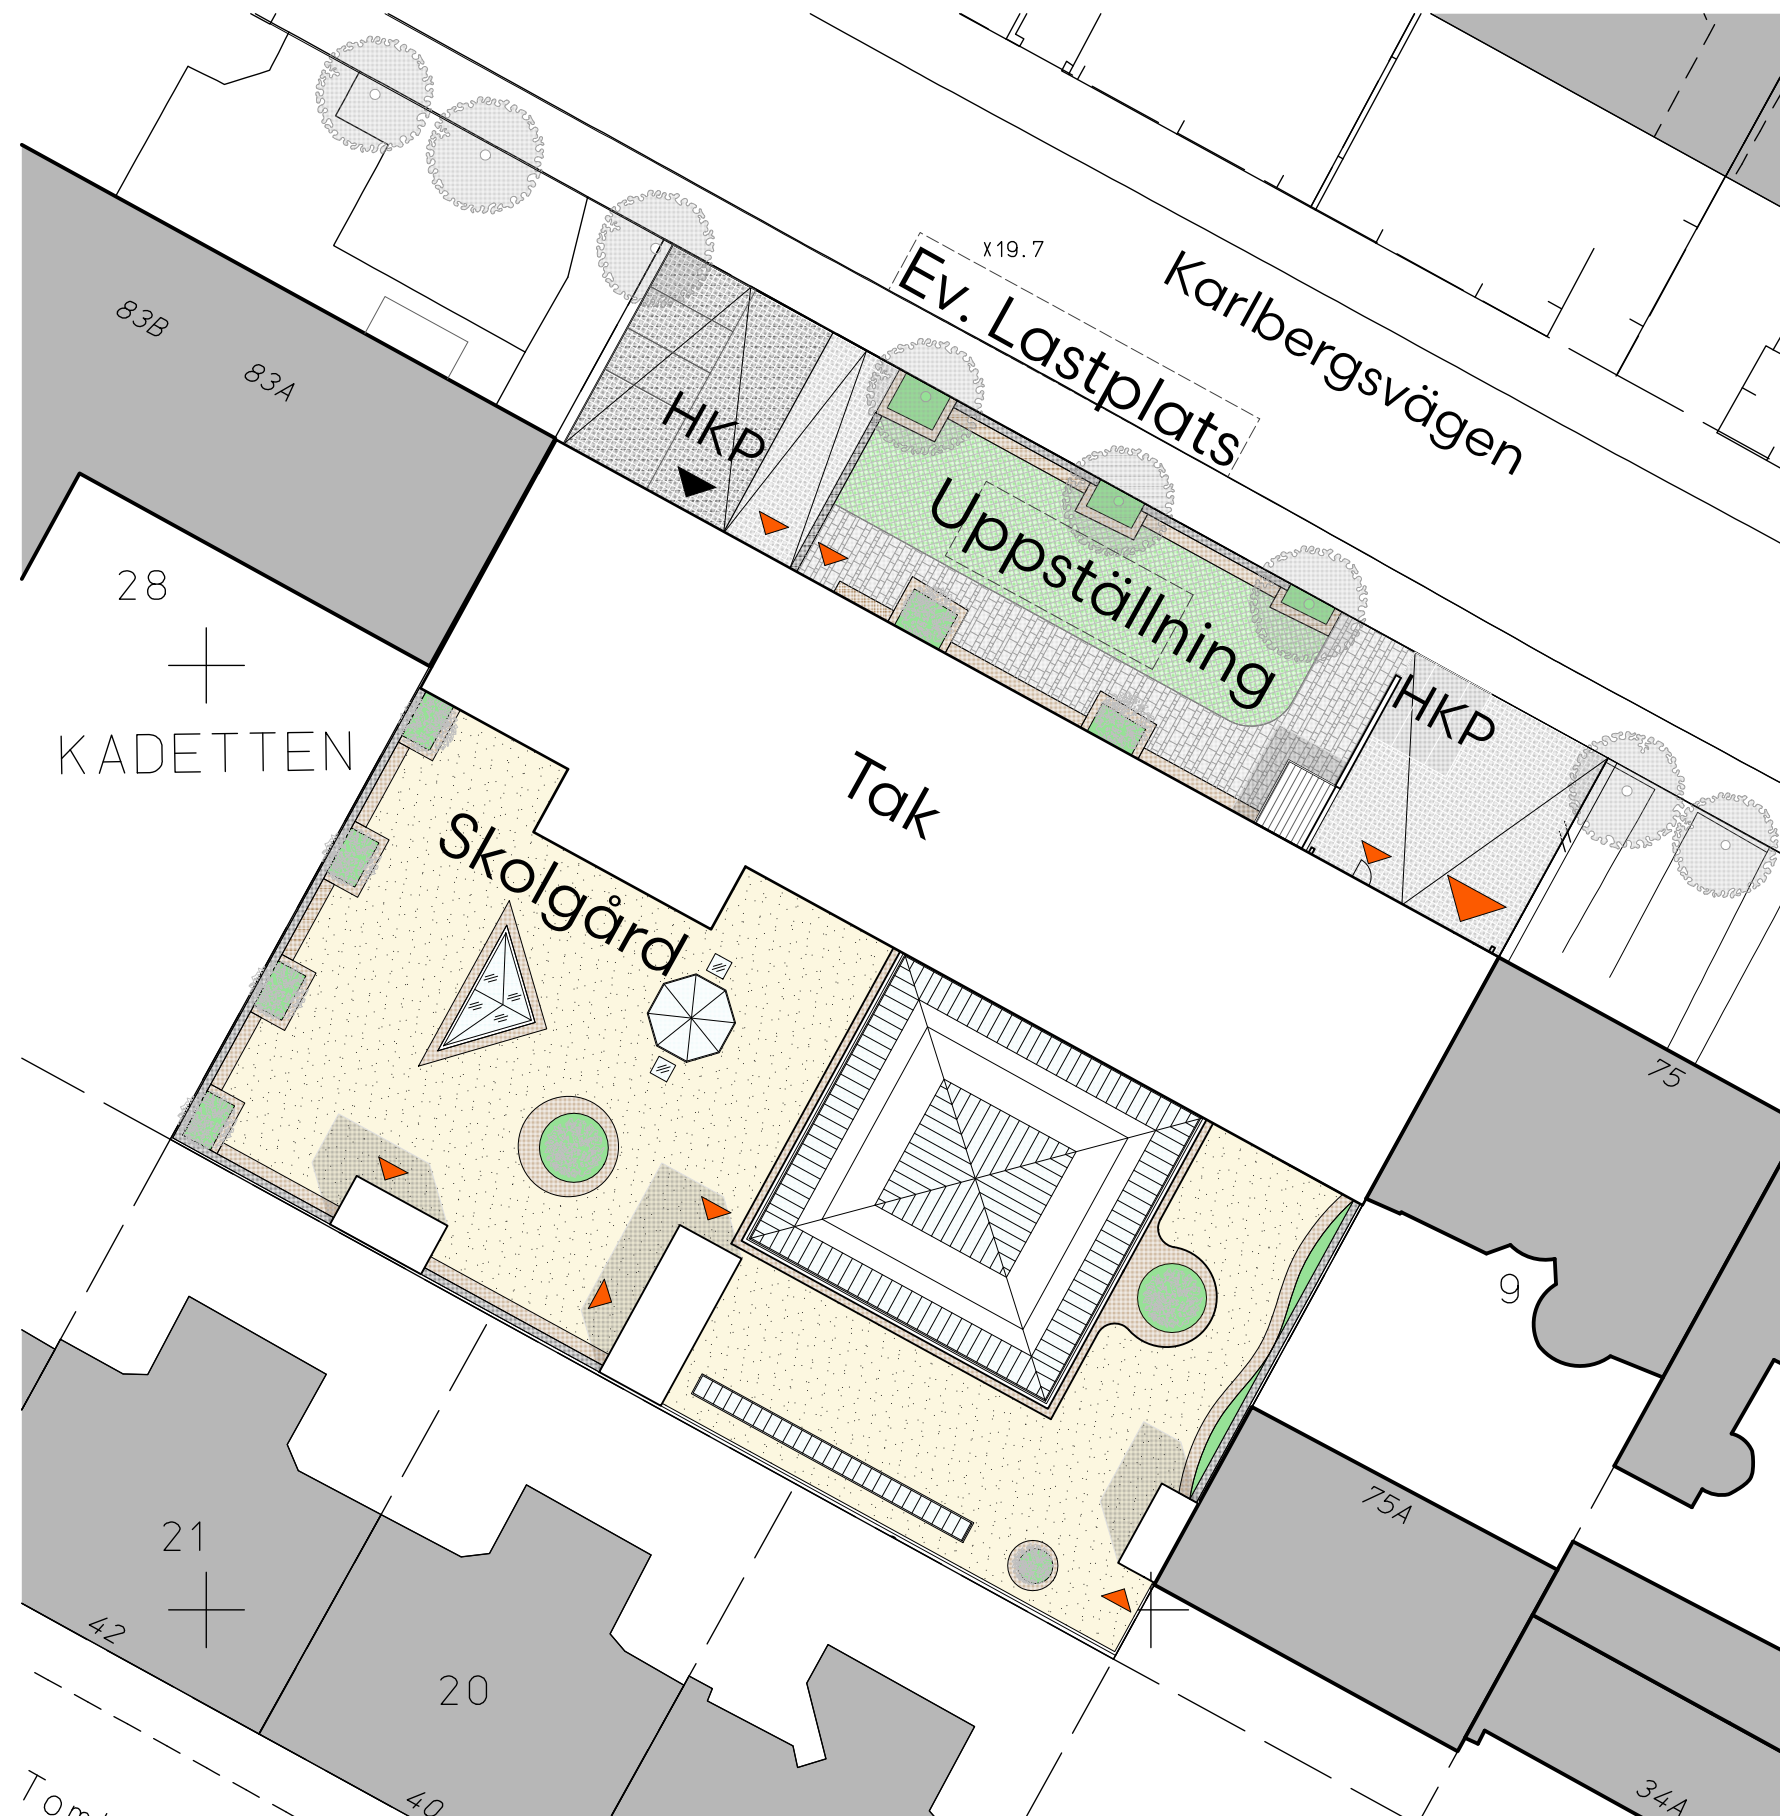 x19.7
Ev. Lastplats
Karlbergsvägen
83B
83A
HKP
Uppställning
28
KADETTEN
HKP
Tak
Skolgård
75
9
75A
21
42
20
40
34A